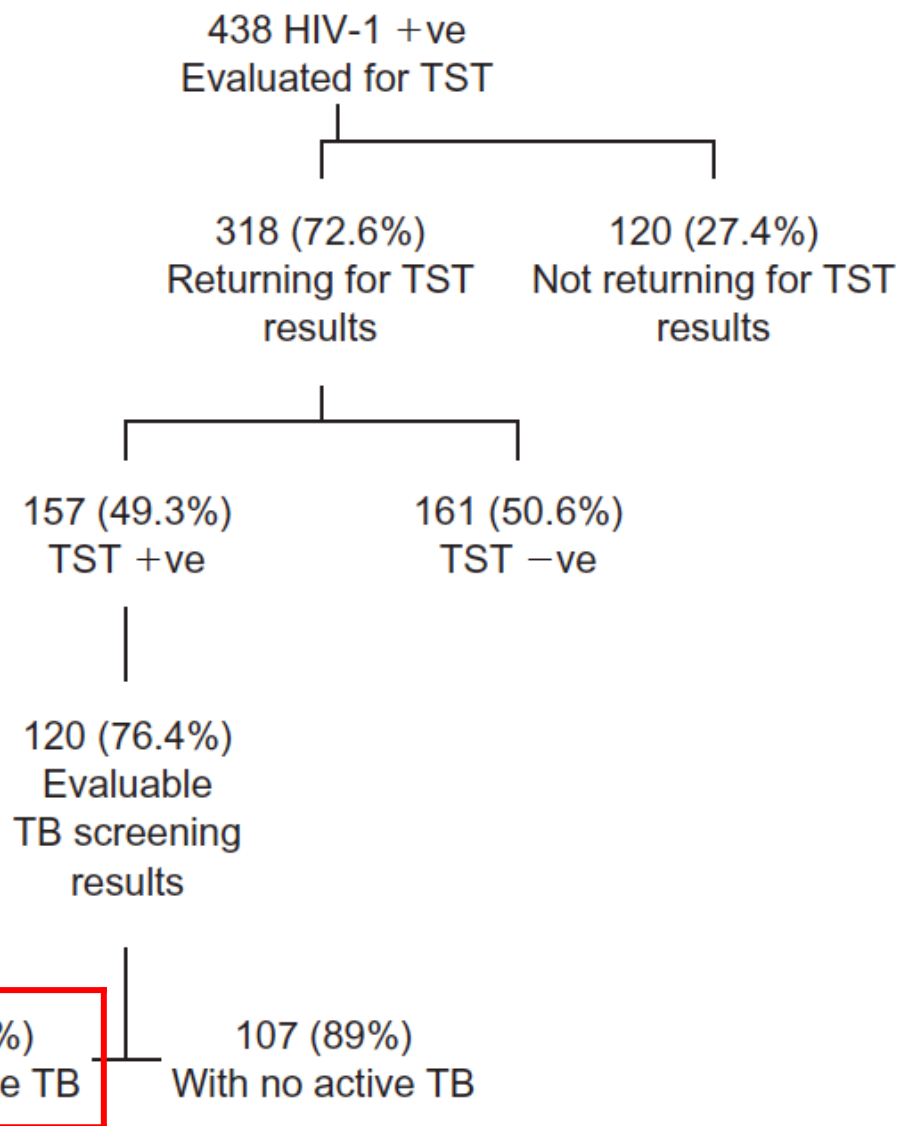 438 HIV-1 +ve
Evaluated for TST
318 (72.6%)
Returning for TST
results
120 (27.4%)
Not returning for TST
results
157 (49.3%)
TST +ve
161 (50.6%)
TST −ve
120 (76.4%)
Evaluable
TB screening
results
%)
e TB
107 (89%)
With no active TB